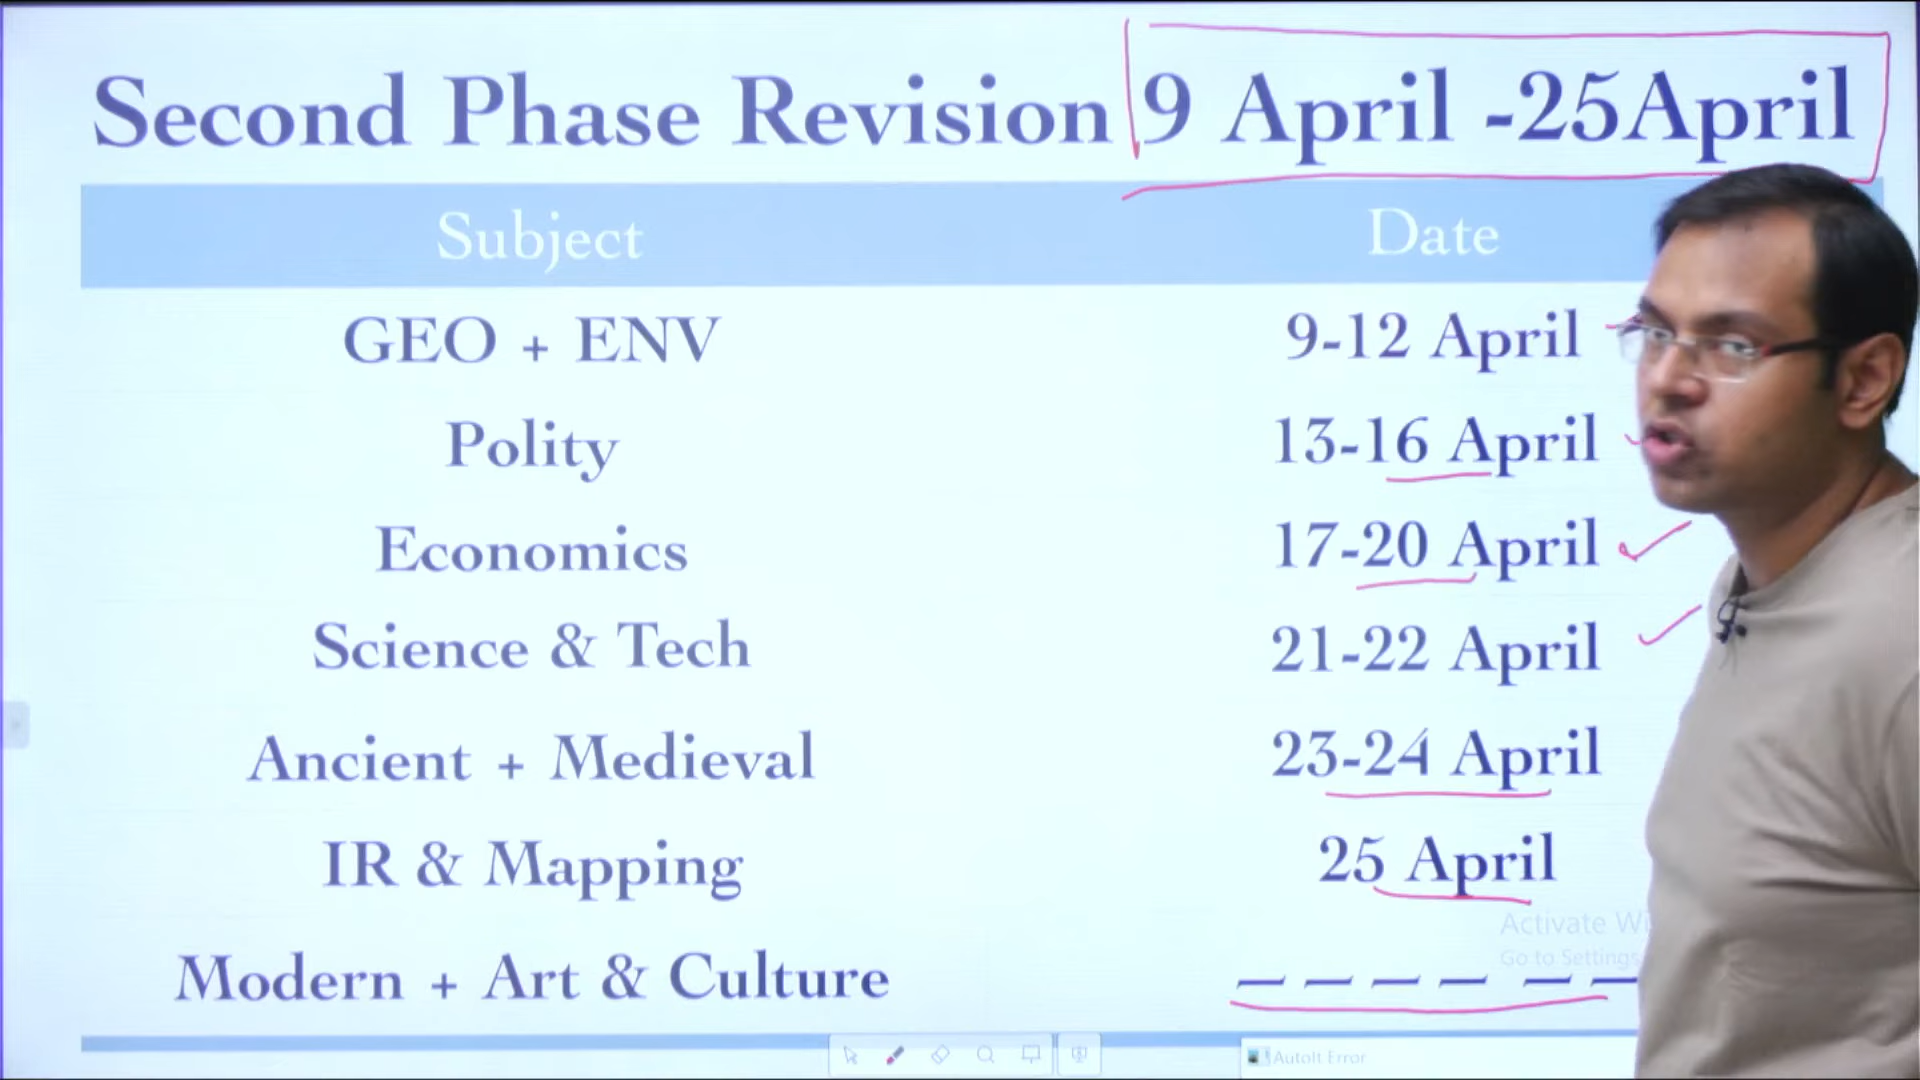 Second Phase Revision 9 April -25April
Subject Date
GEO + ENV 9-12 April
Polity 13-16 April
Economics 17-20 April
Science & Tech 21-22 April
Ancient + Medieval 23-24 April
IR & Mapping 25 April
Activate
Go to Settings
Modern + Art & Culture _ _ _ _ _ _
AutoIt Error